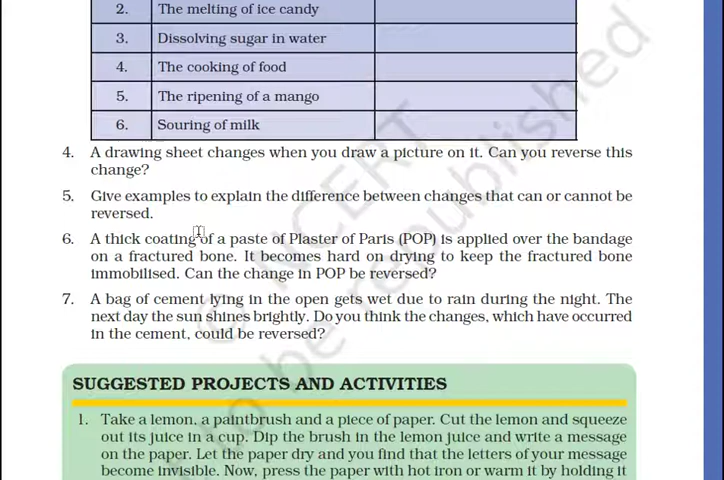 2. The melting of ice candy
3. Dissolving sugar in water
4. The cooking of food
5. The ripening of a mango
6. Souring of milk
4. A drawing sheet changes when you draw a picture on it. Can you reverse this
change?
5. Give examples to explain the difference between changes that can or cannot be
reversed.
6. A thick coating of a paste of Plaster of Paris (POP) is applied over the bandage
on a fractured bone. It becomes hard on drying to keep the fractured bone
immobilised. Can the change in POP be reversed?
7. A bag of cement lying in the open gets wet due to rain during the night. The
next day the sun shines brightly. Do you think the changes, which have occurred
in the cement, could be reversed?
SUGGESTED PROJECTS AND ACTIVITIES
1. Take a lemon, a paintbrush and a piece of paper. Cut the lemon and squeeze
out its juice in a cup. Dip the brush in the lemon juice and write a message
on the paper. Let the paper dry and you find that the letters of your message
become invisible. Now, press the paper with hot iron or warm it by holding it
© NCERT
to be republished